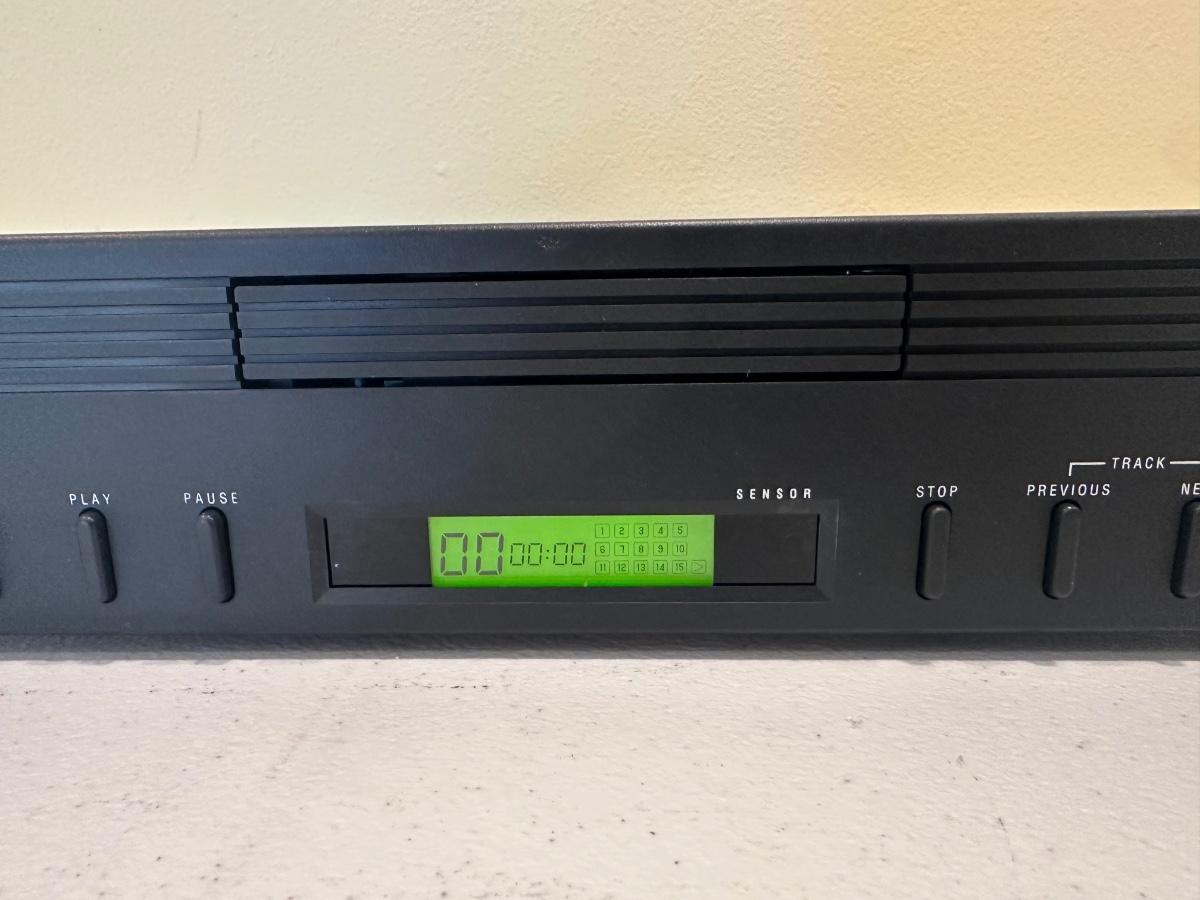 TRACK
PLAY PAUSE SENSOR STOP PREVIOUS NE
00 00:00
1 2 3 4 5
6 7 8 9 10
11 12 13 14 15 >